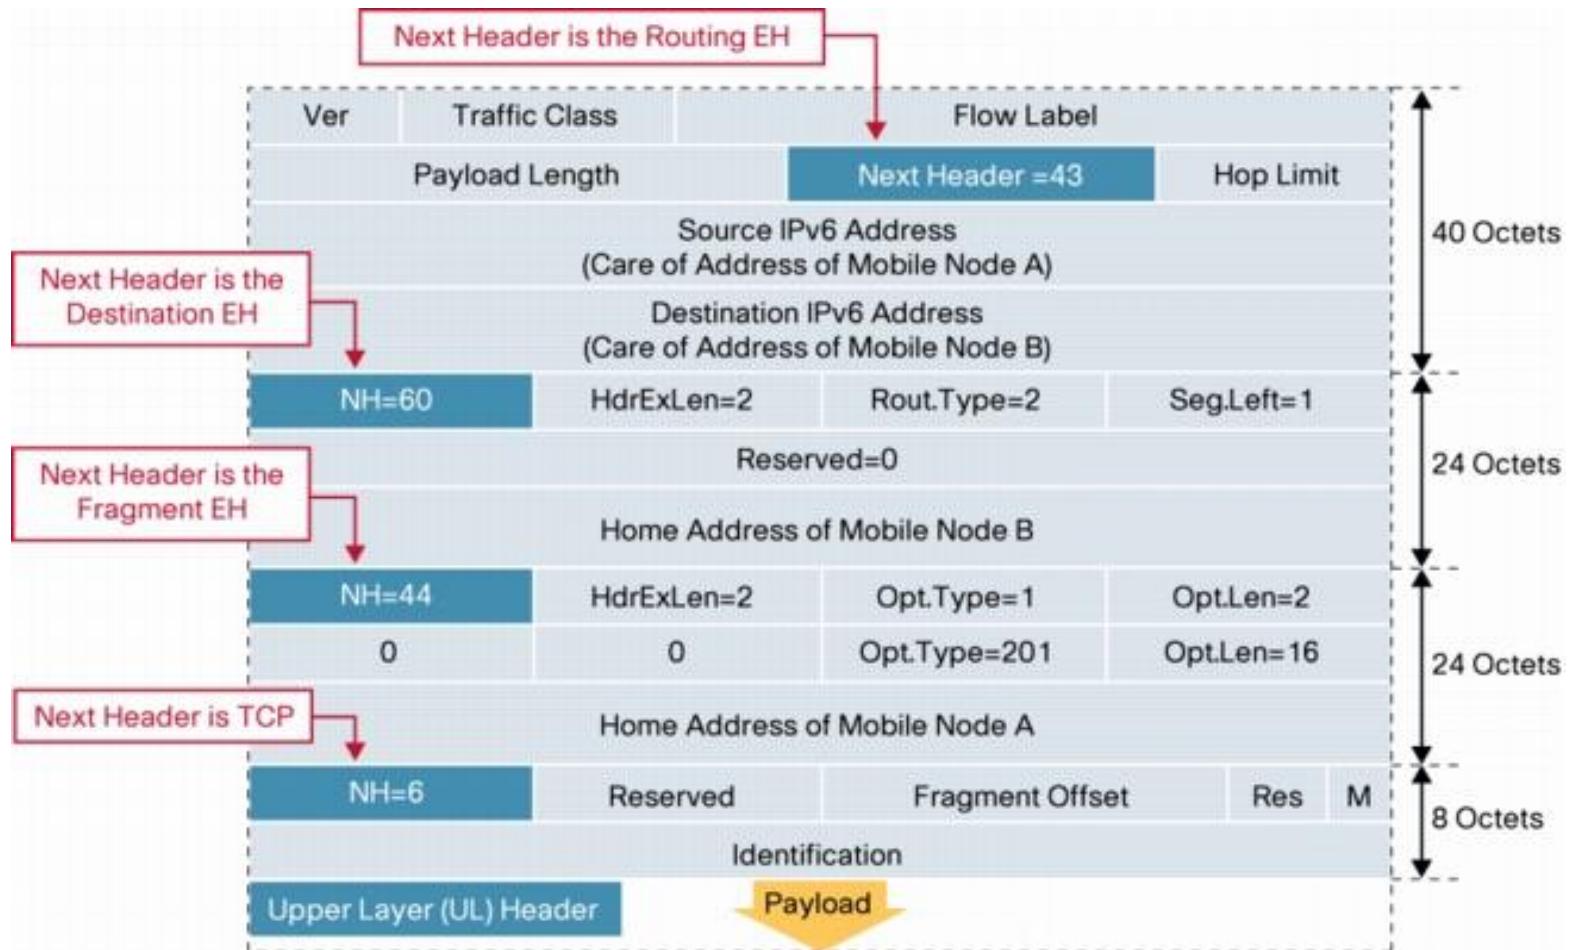 Next Header is the Routing EH
Ver
Traffic Class
Flow Label
Payload Length
Next Header =43
Hop Limit
Source IPv6 Address
(Care of Address of Mobile Node A)
40 Octets
Next Header is the
Destination EH
Destination IPv6 Address
(Care of Address of Mobile Node B)
NH=60
HdrExLen=2
Rout.Type=2
Seg.Left=1
Reserved=0
24 Octets
Next Header is the
Fragment EH
Home Address of Mobile Node B
NH=44
HdrExLen=2
Opt.Type=1
Opt.Len=2
0
0
Opt.Type=201
Opt.Len=16
24 Octets
Next Header is TCP
Home Address of Mobile Node A
NH=6
Reserved
Fragment Offset
Res
M
8 Octets
Identification
Upper Layer (UL) Header
Payload